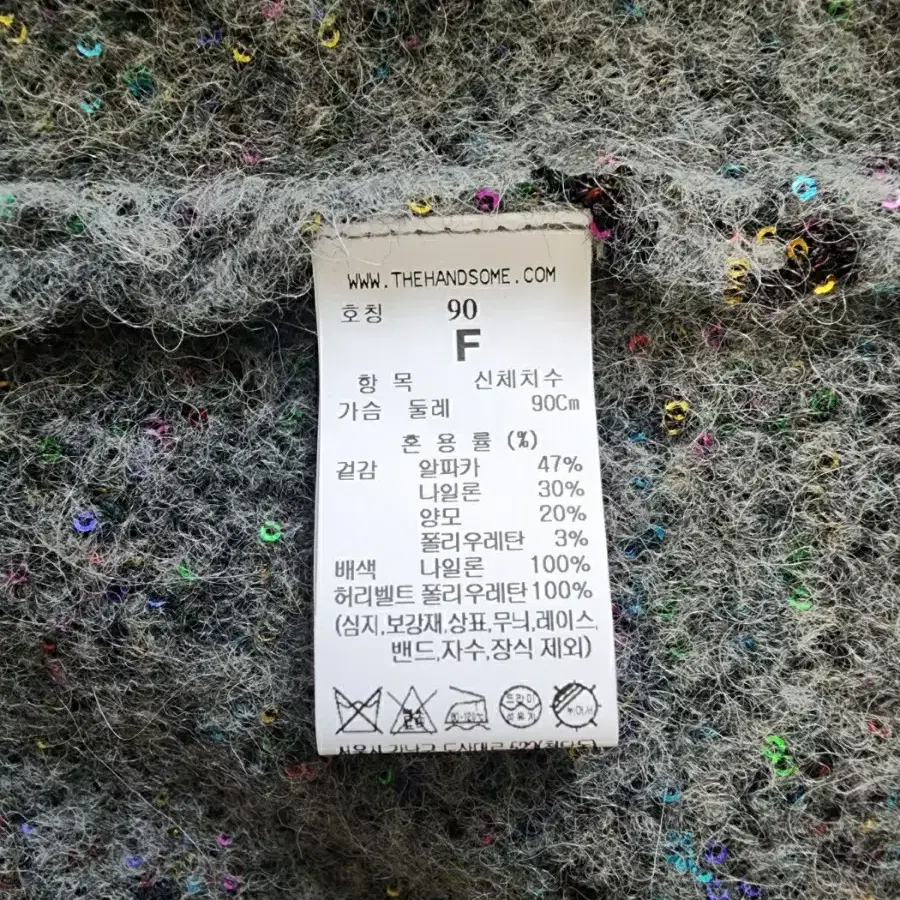 WWW.THEHANDSOME.COM
호칭 90
F
항 목 신체치수
가슴 둘레 90Cm
혼 용 률 (%)
겉감 알파카 47%
나일론 30%
양모 20%
폴리우레탄 3%
배색 나일론 100%
허리벨트 폴리우레탄 100%
(심지,보강재,상표,무늬,레이스,
밴드,자수,장식 제외)
드라이